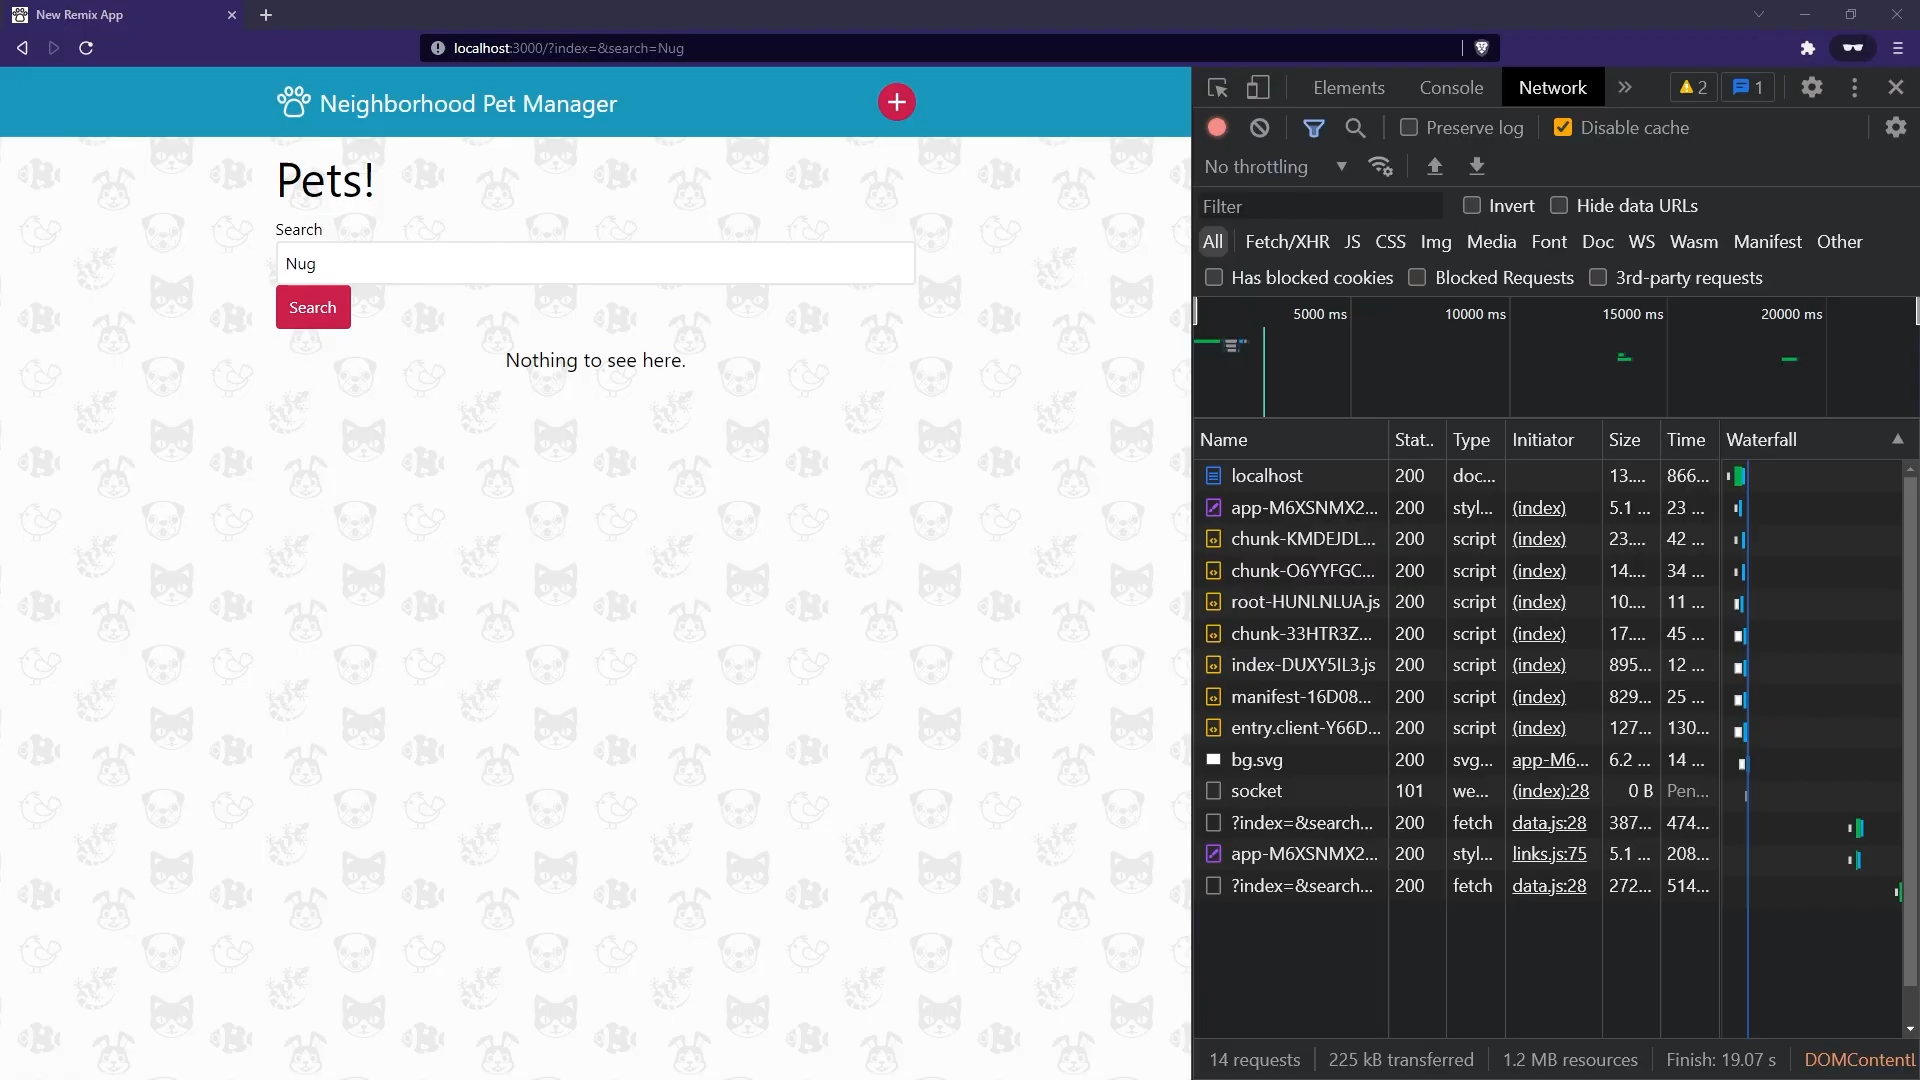 New Remix App
localhost:3000/?index=&search=Nug
Neighborhood Pet Manager
Pets!
Search
Nug
Search
Nothing to see here.
Elements Console Network 2 1
Preserve log Disable cache
No throttling
Filter Invert Hide data URLs
All Fetch/XHR JS CSS Img Media Font Doc WS Wasm Manifest Other
Has blocked cookies Blocked Requests 3rd-party requests
5000 ms 10000 ms 15000 ms 20000 ms
Name Stat.. Type Initiator Size Time Waterfall
localhost 200 doc... 13.... 866...
app-M6XSNMX2... 200 styl... (index) 5.1 ... 23 ...
chunk-KMDEJDL... 200 script (index) 23.... 42 ...
chunk-O6YYFGC... 200 script (index) 14.... 34 ...
root-HUNLNLUA.js 200 script (index) 10.... 11 ...
chunk-33HTR3Z... 200 script (index) 17.... 45 ...
index-DUXY5IL3.js 200 script (index) 895... 12 ...
manifest-16D08... 200 script (index) 829... 25 ...
entry.client-Y66D... 200 script (index) 127... 130...
bg.svg 200 svg... app-M6... 6.2 ... 14 ...
socket 101 we... (index):28 0 B Pen...
?index=&search... 200 fetch data.js:28 387... 474...
app-M6XSNMX2... 200 styl... links.js:75 5.1 ... 208...
?index=&search... 200 fetch data.js:28 272... 514...
14 requests 225 kB transferred 1.2 MB resources Finish: 19.07 s DOMContentL